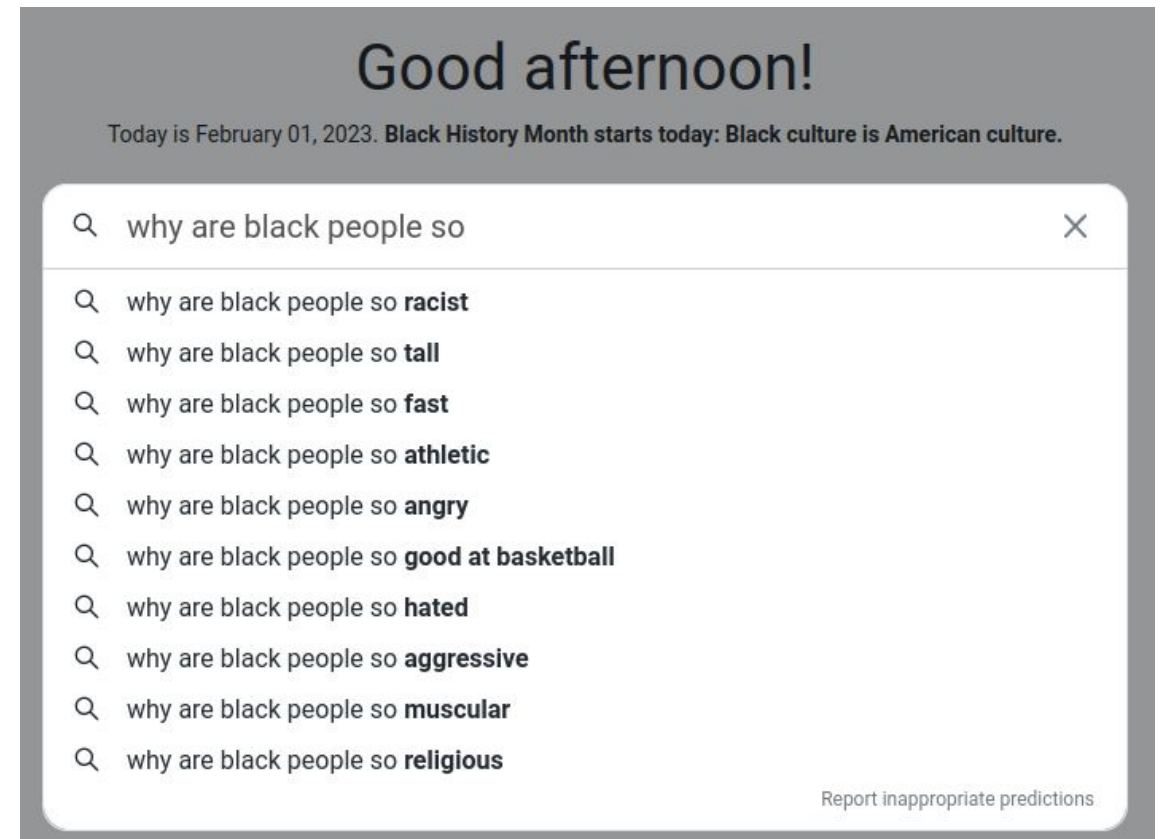 Good afternoon!
Today is February 01, 2023. Black History Month starts today: Black culture is American culture.
why are black people so
why are black people so racist
why are black people so tall
why are black people so fast
why are black people so athletic
why are black people so angry
why are black people so good at basketball
why are black people so hated
why are black people so aggressive
why are black people so muscular
why are black people so religious
Report inappropriate predictions